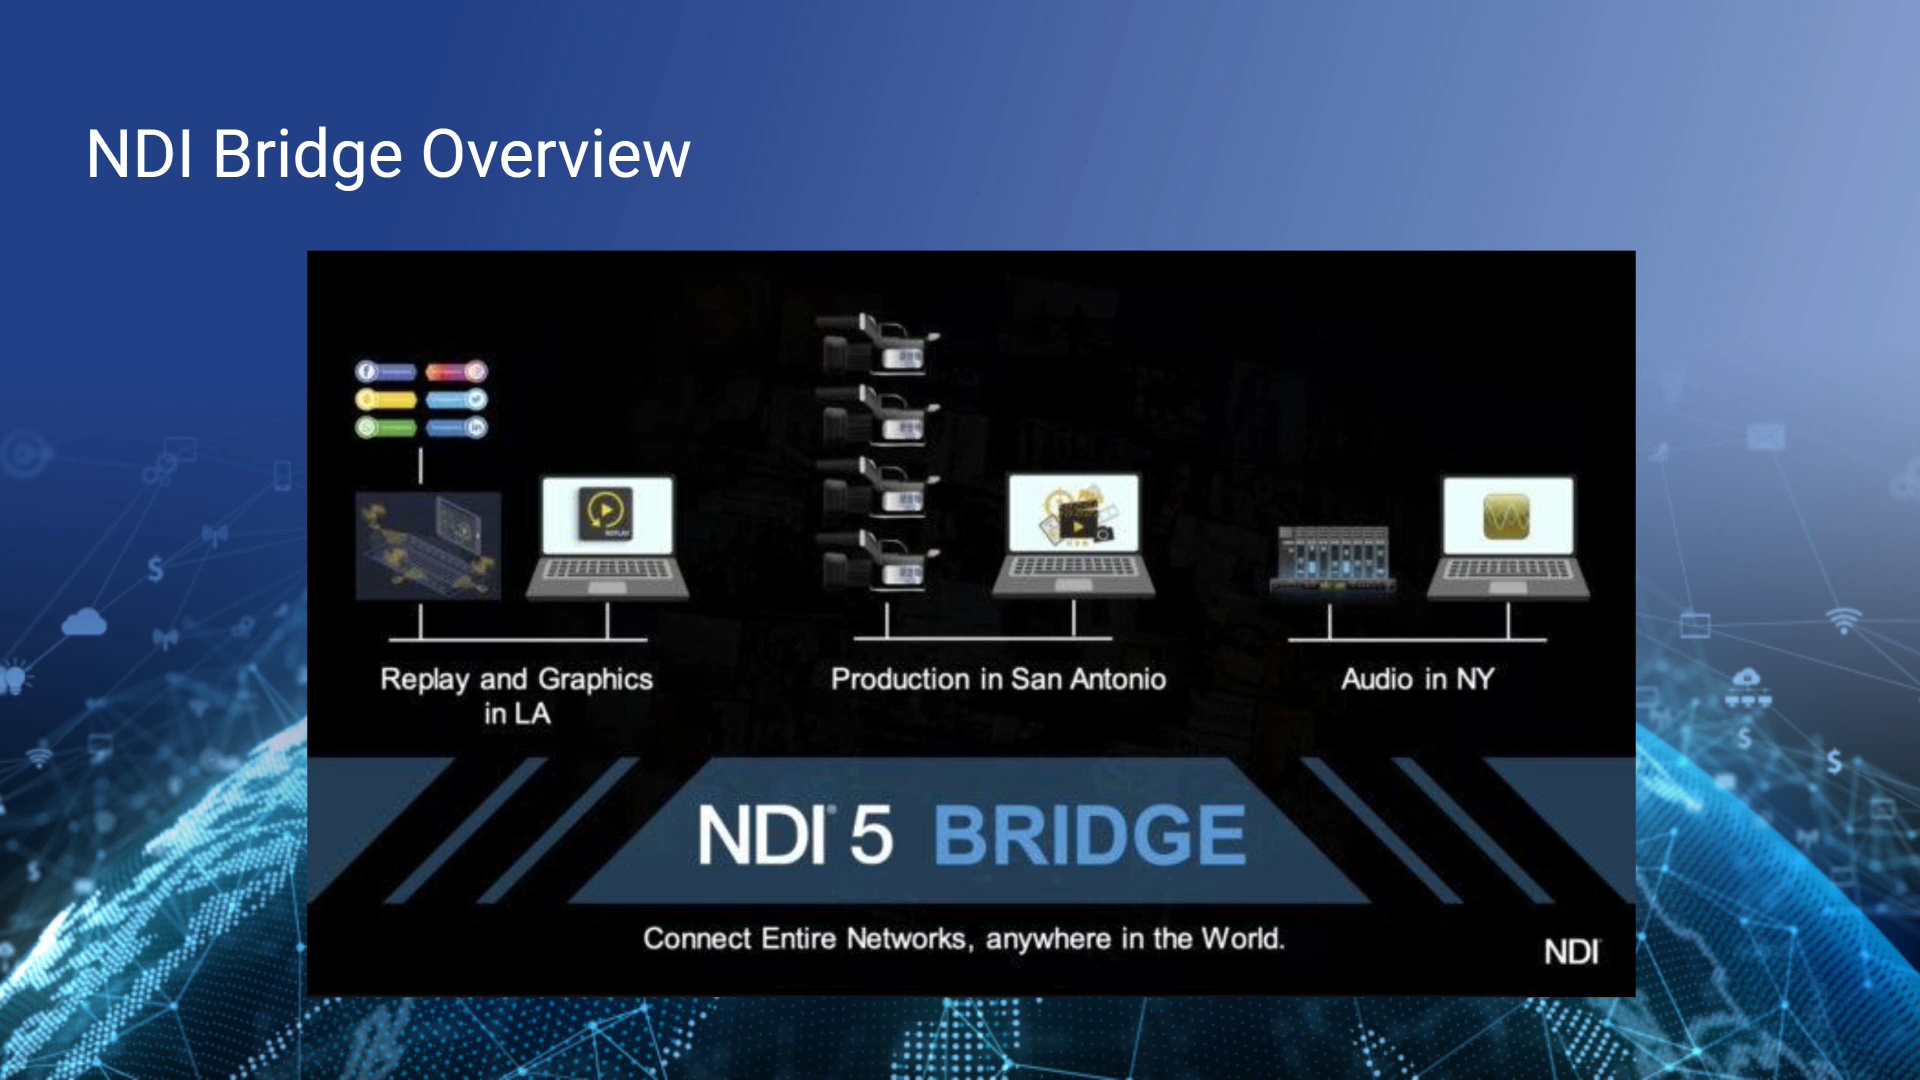 NDI Bridge Overview
REPLAY
Replay and Graphics
in LA
Production in San Antonio
Audio in NY
NDI® 5 BRIDGE
Connect Entire Networks, anywhere in the World.
NDI